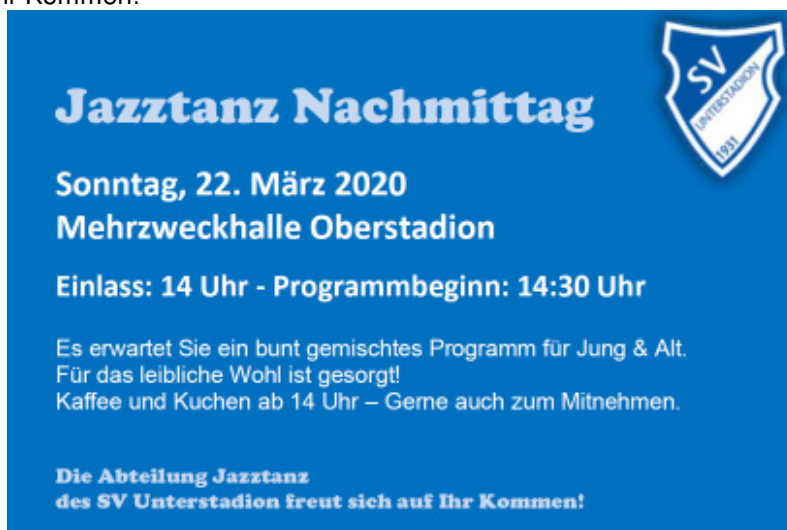 Kommen!
Jazztanz Nachmittag
SV
UNTERSTADION
1931
Sonntag, 22. März 2020
Mehrzweckhalle Oberstadion
Einlass: 14 Uhr - Programmbeginn: 14:30 Uhr
Es erwartet Sie ein bunt gemischtes Programm für Jung & Alt.
Für das leibliche Wohl ist gesorgt!
Kaffee und Kuchen ab 14 Uhr – Gerne auch zum Mitnehmen.
Die Abteilung Jazztanz
des SV Unterstadion freut sich auf Ihr Kommen!